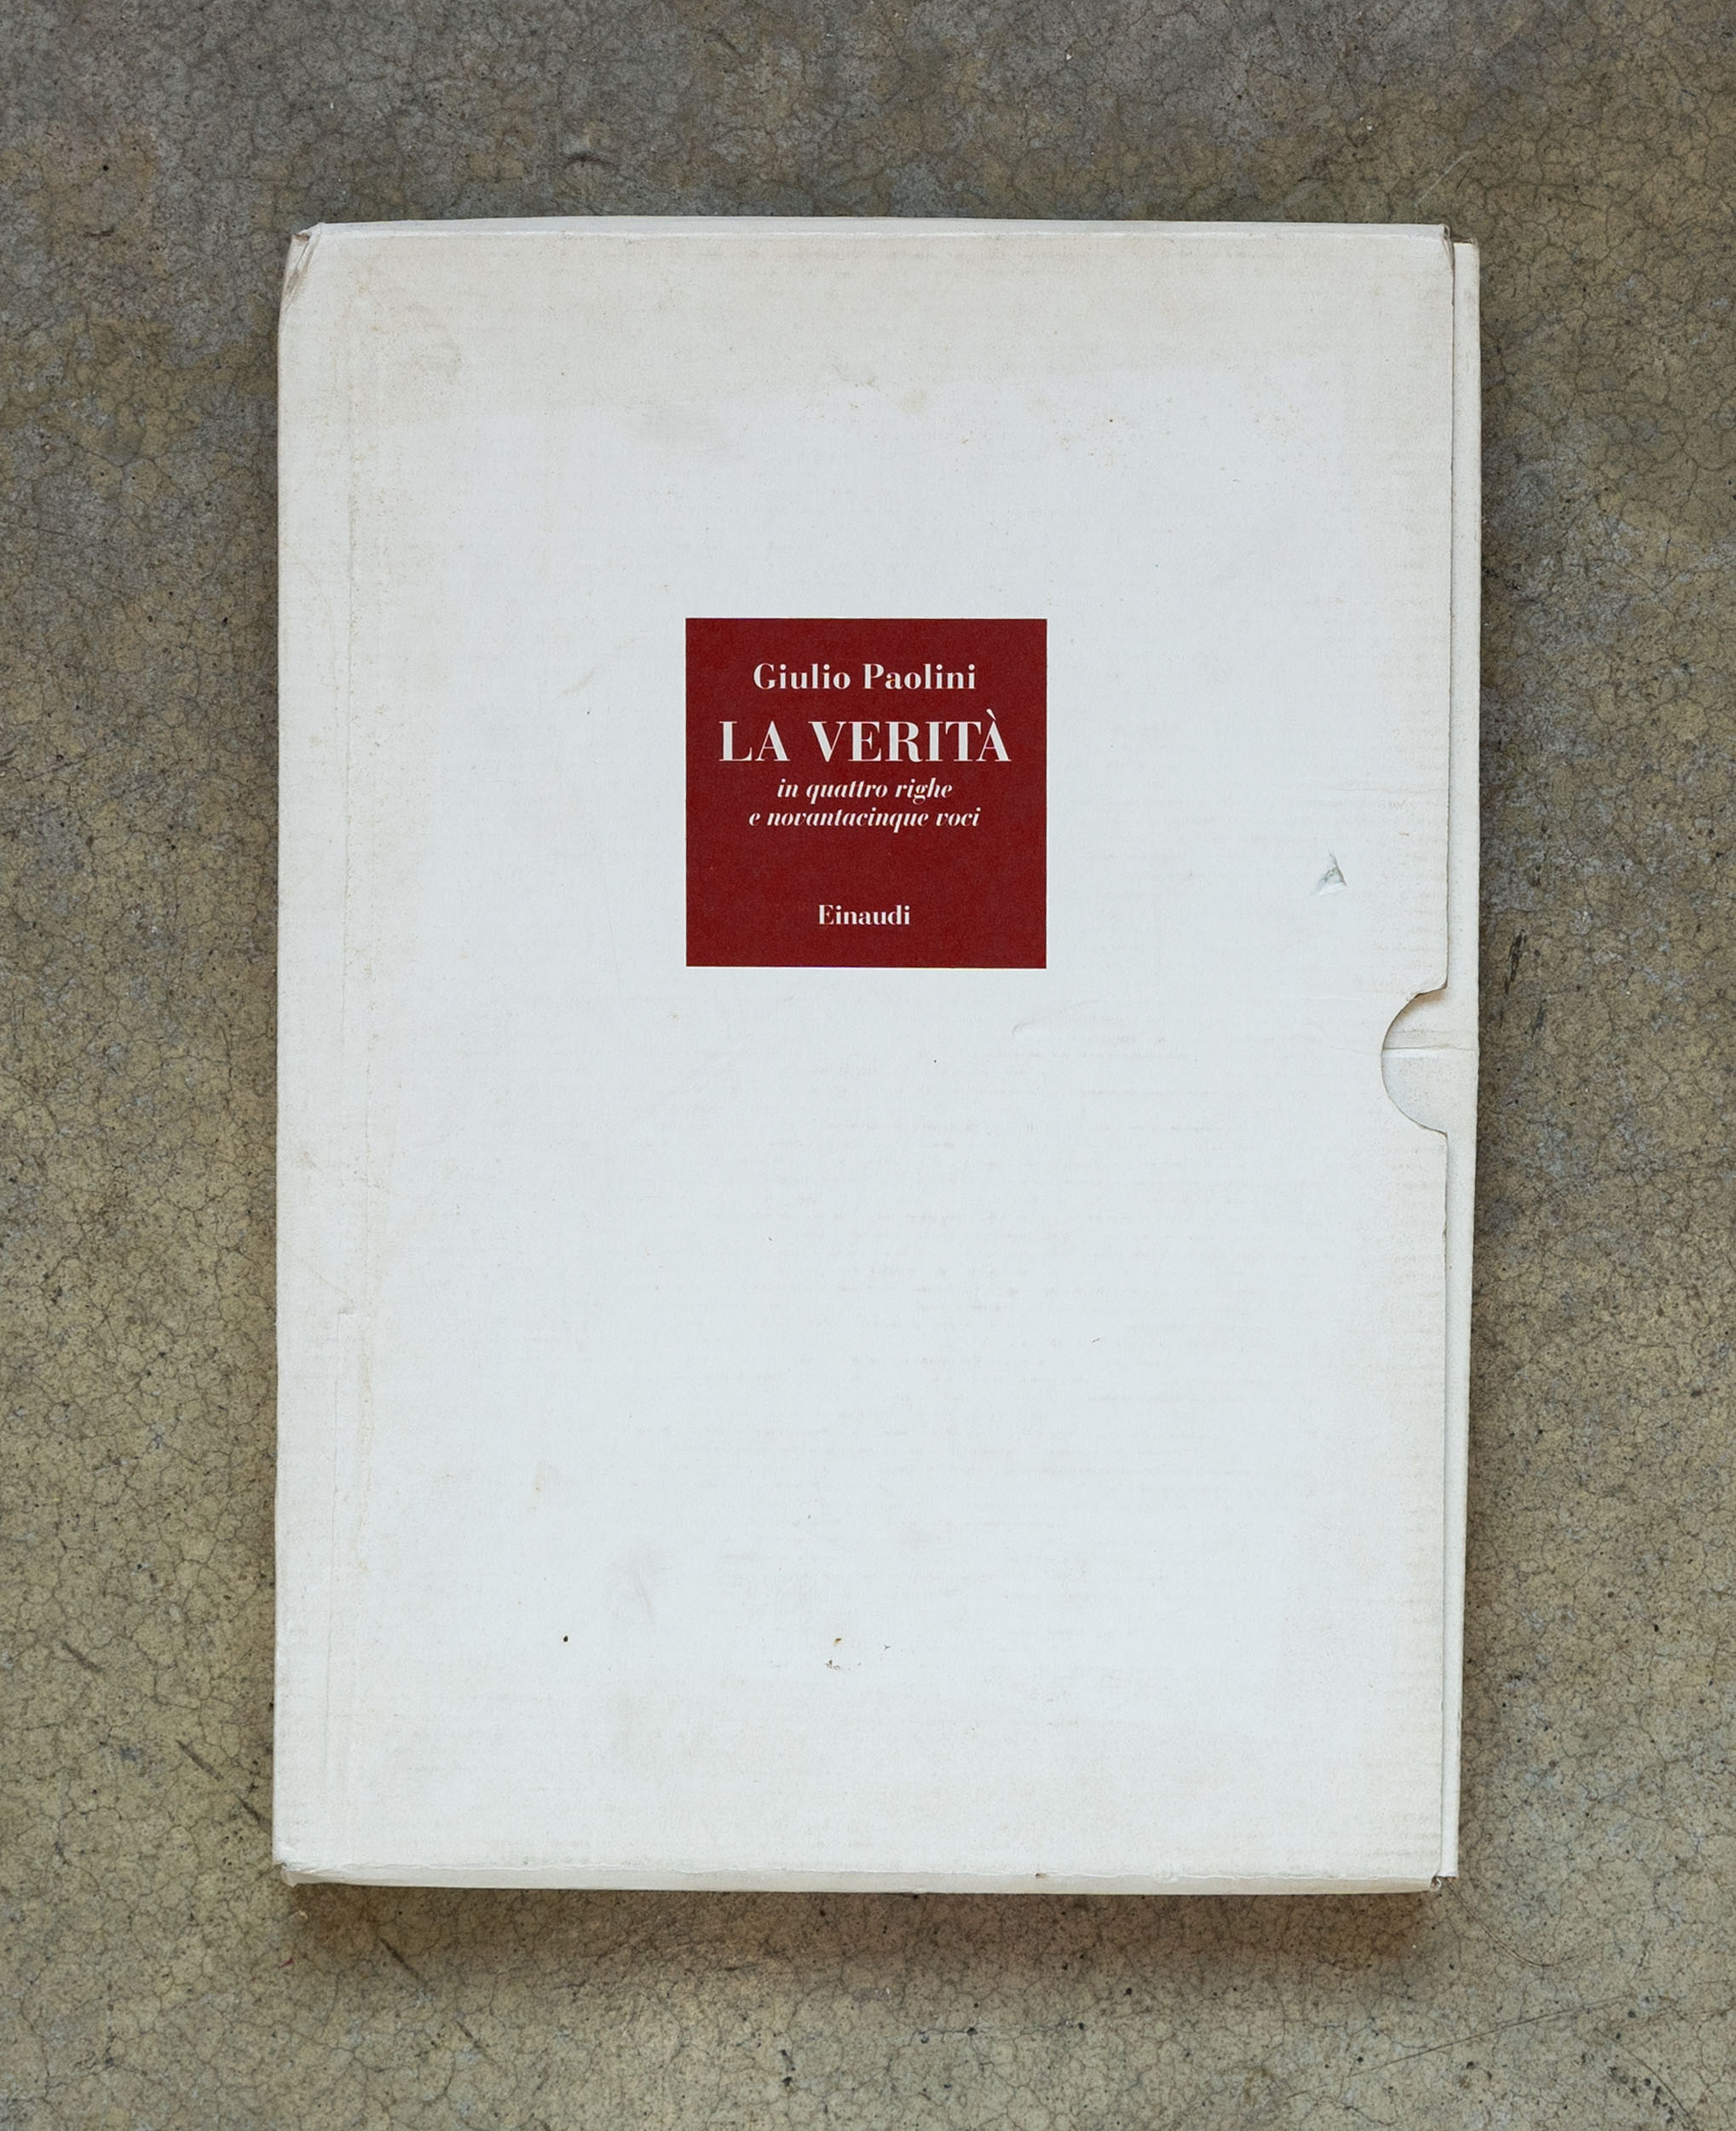 Giulio Paolini
LA VERITÀ
in quattro righe
e novantacinque voci
Einaudi